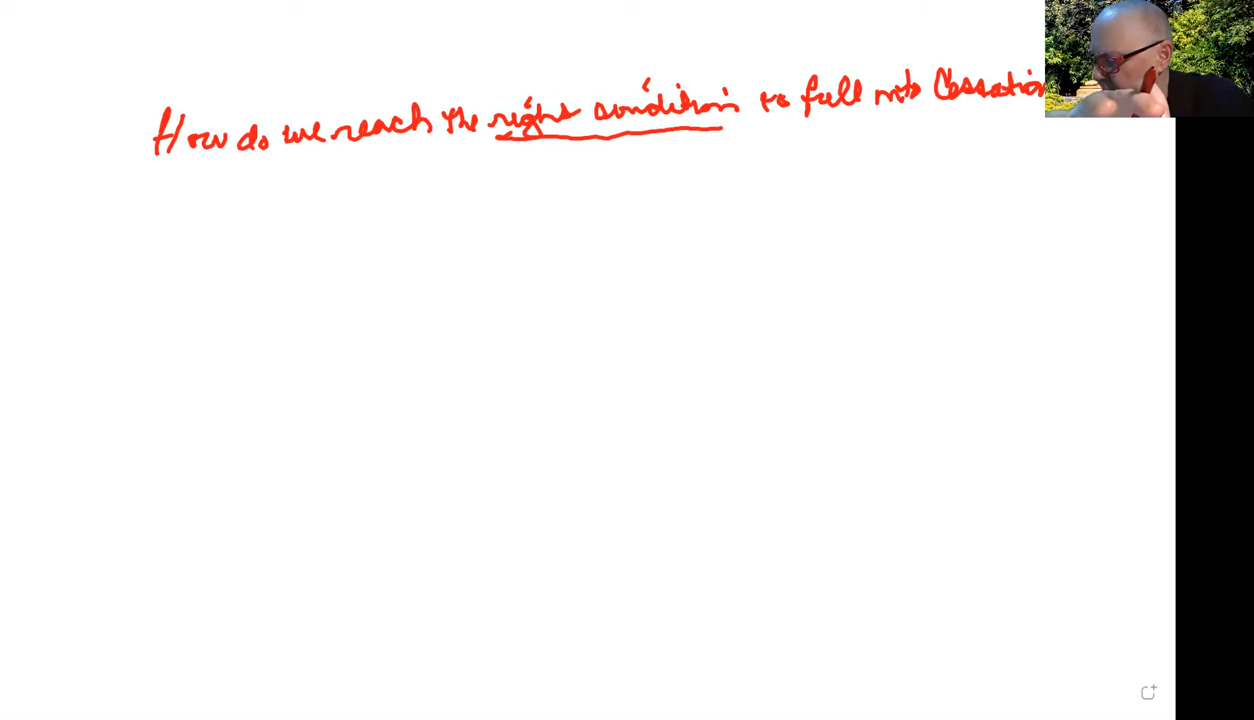 How do we reach the right condition to fall into Cessation